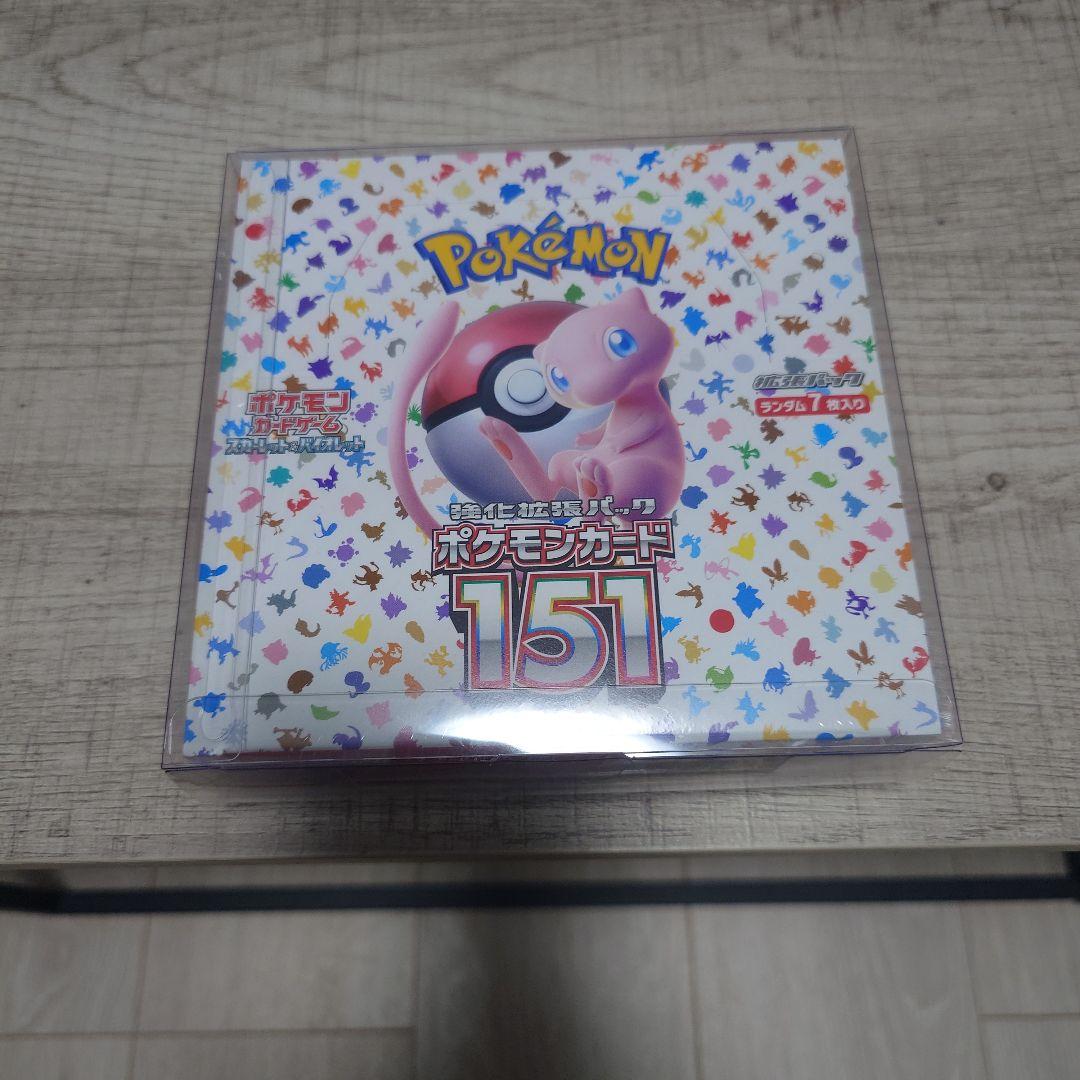 POKéMON
拡張パック
ランダム7枚入り
ポケモン
カードゲーム
スカーレット&バイオレット
強化拡張パック
ポケモンカード
151